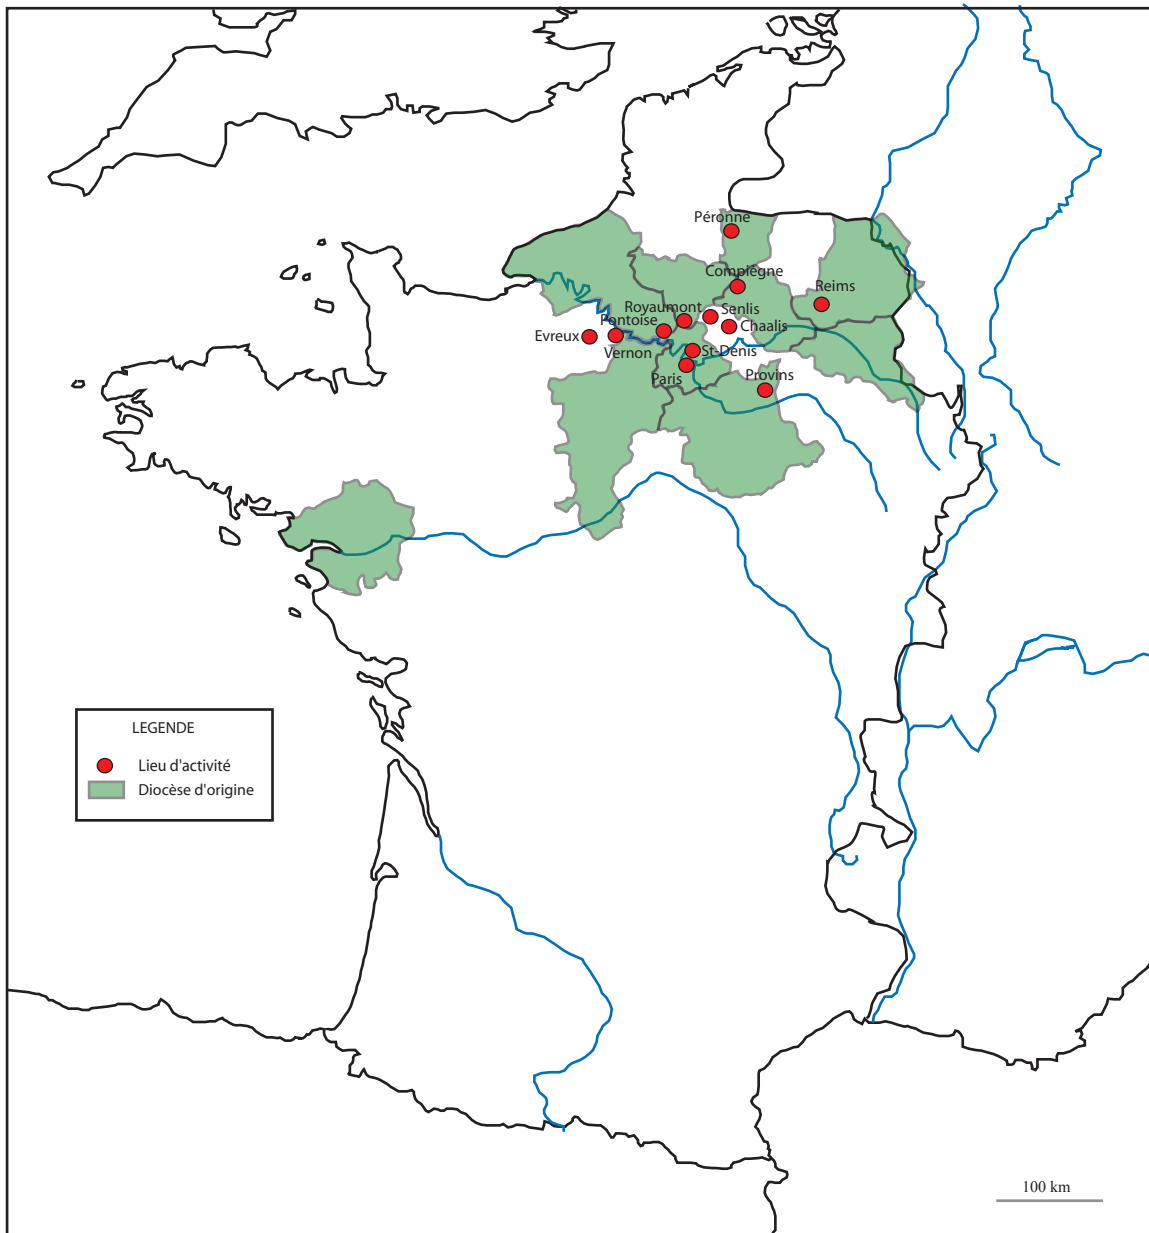 Péronne
Compiègne
Reims
Royaumont
Senlis
Pontoise
Chaalis
Evreux
Vernon
St-Denis
Paris
Provins
LEGENDE
Lieu d'activité
Diocèse d'origine
100 km